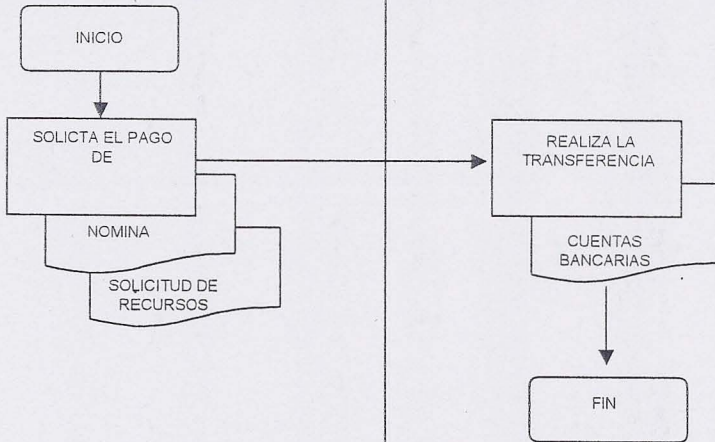 INICIO
SOLICTA EL PAGO
DE
NOMINA
SOLICITUD DE
RECURSOS
REALIZA LA
TRANSFERENCIA
CUENTAS
BANCARIAS
FIN